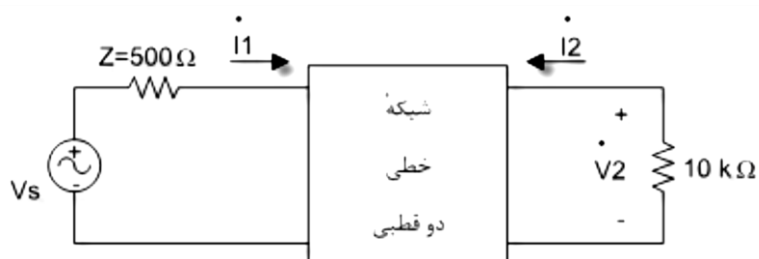 Z=500Ω
I1
I2
شبکهٔ
خطی
دو قطبی
+
-
Vs
+
V2
-
10 kΩ